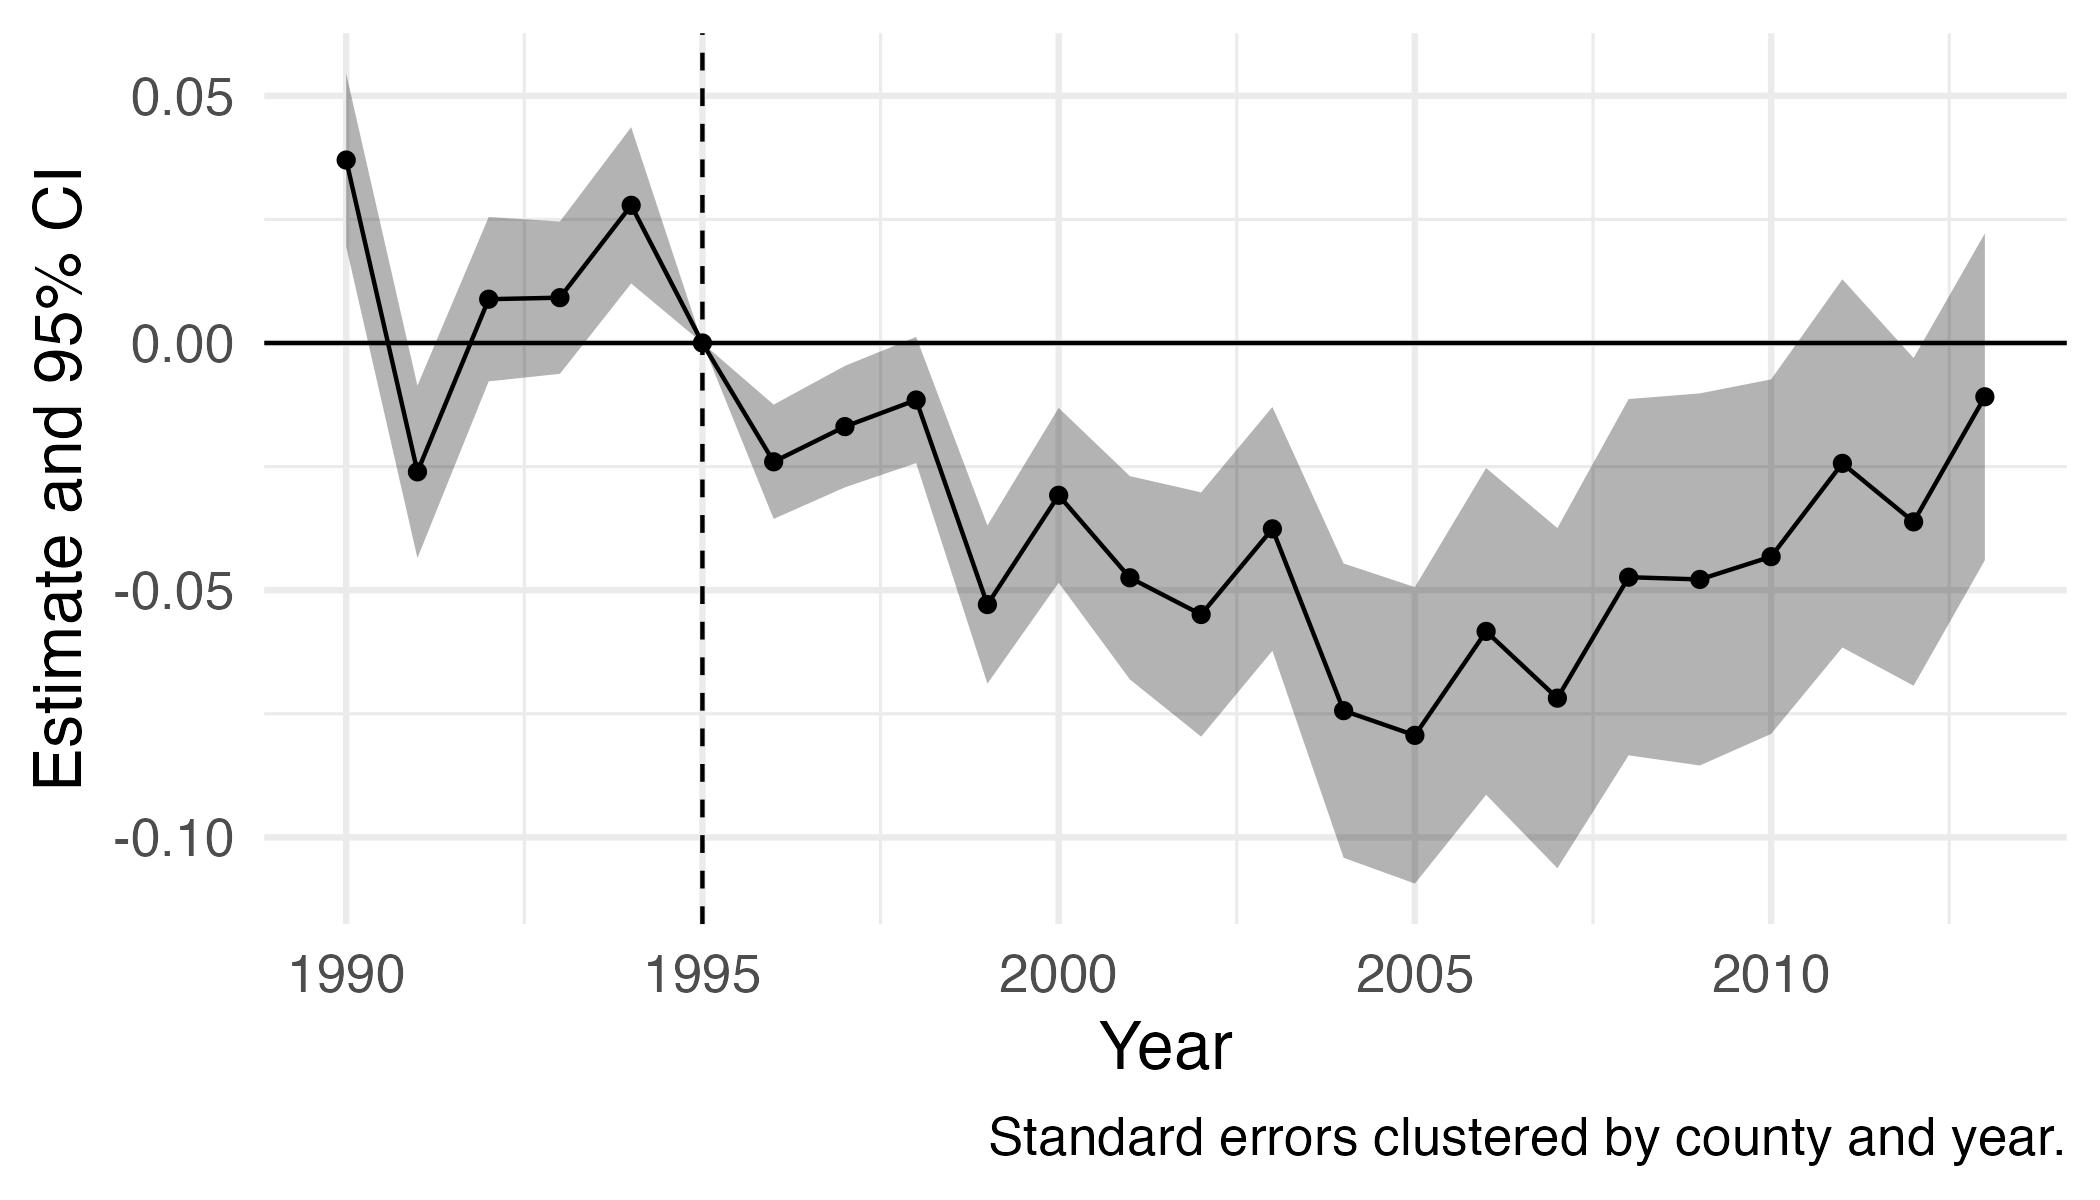 Estimate and 95% CI
0.05
0.00
-0.05
-0.10
1990 1995 2000 2005 2010
Year
Standard errors clustered by county and year.